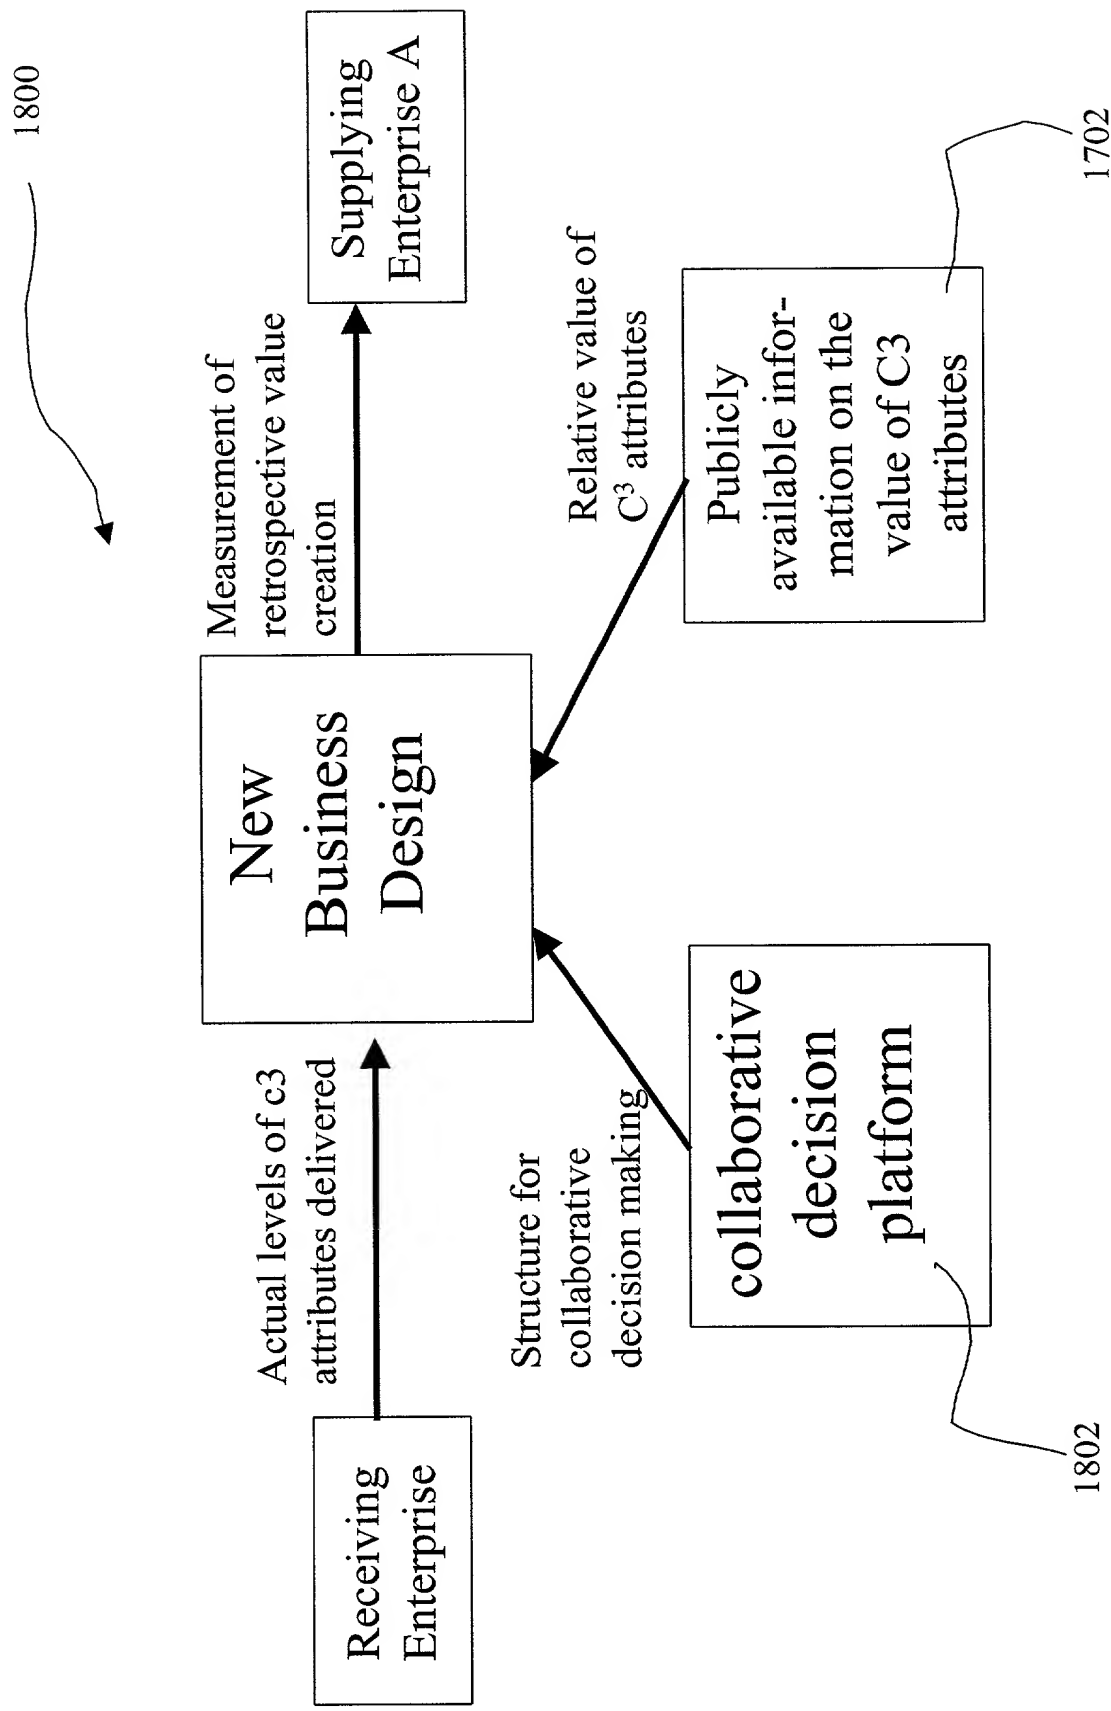 1800
Measurement of
retrospective value
creation
Supplying
Enterprise A
New
Business
Design
Actual levels of c3
attributes delivered
Receiving
Enterprise
Structure for
collaborative
decision making
Relative value of
C³ attributes
collaborative
decision
platform
Publicly
available infor-
mation on the
value of C3
attributes
1802
1702